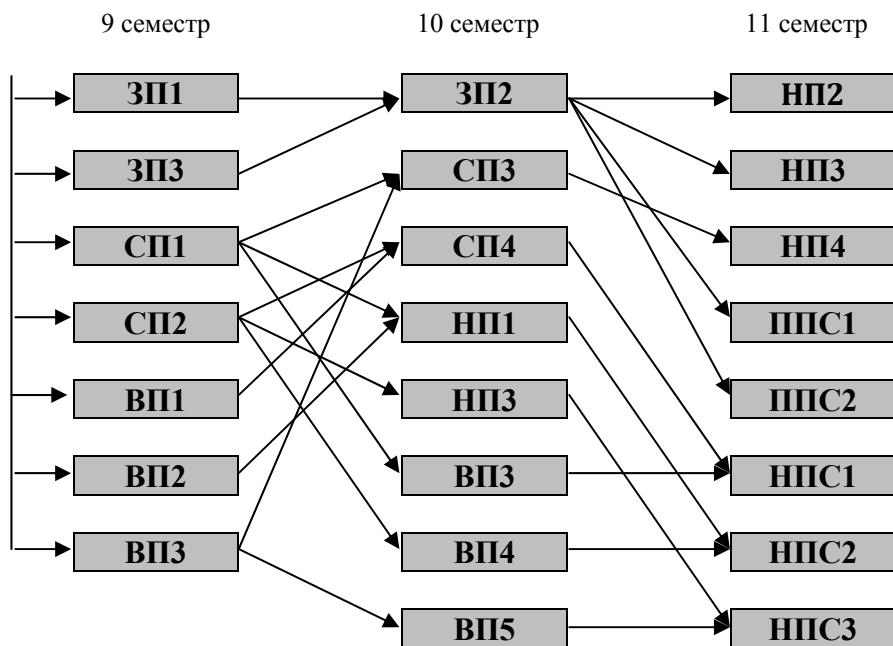 9 семестр 10 семестр 11 семестр
ЗП1 ЗП2 НП2
ЗП3 СП3 НП3
СП1 СП4 НП4
СП2 НП1 ППС1
ВП1 НП3 ППС2
ВП2 ВП3 НПС1
ВП3 ВП4 НПС2
ВП5 НПС3